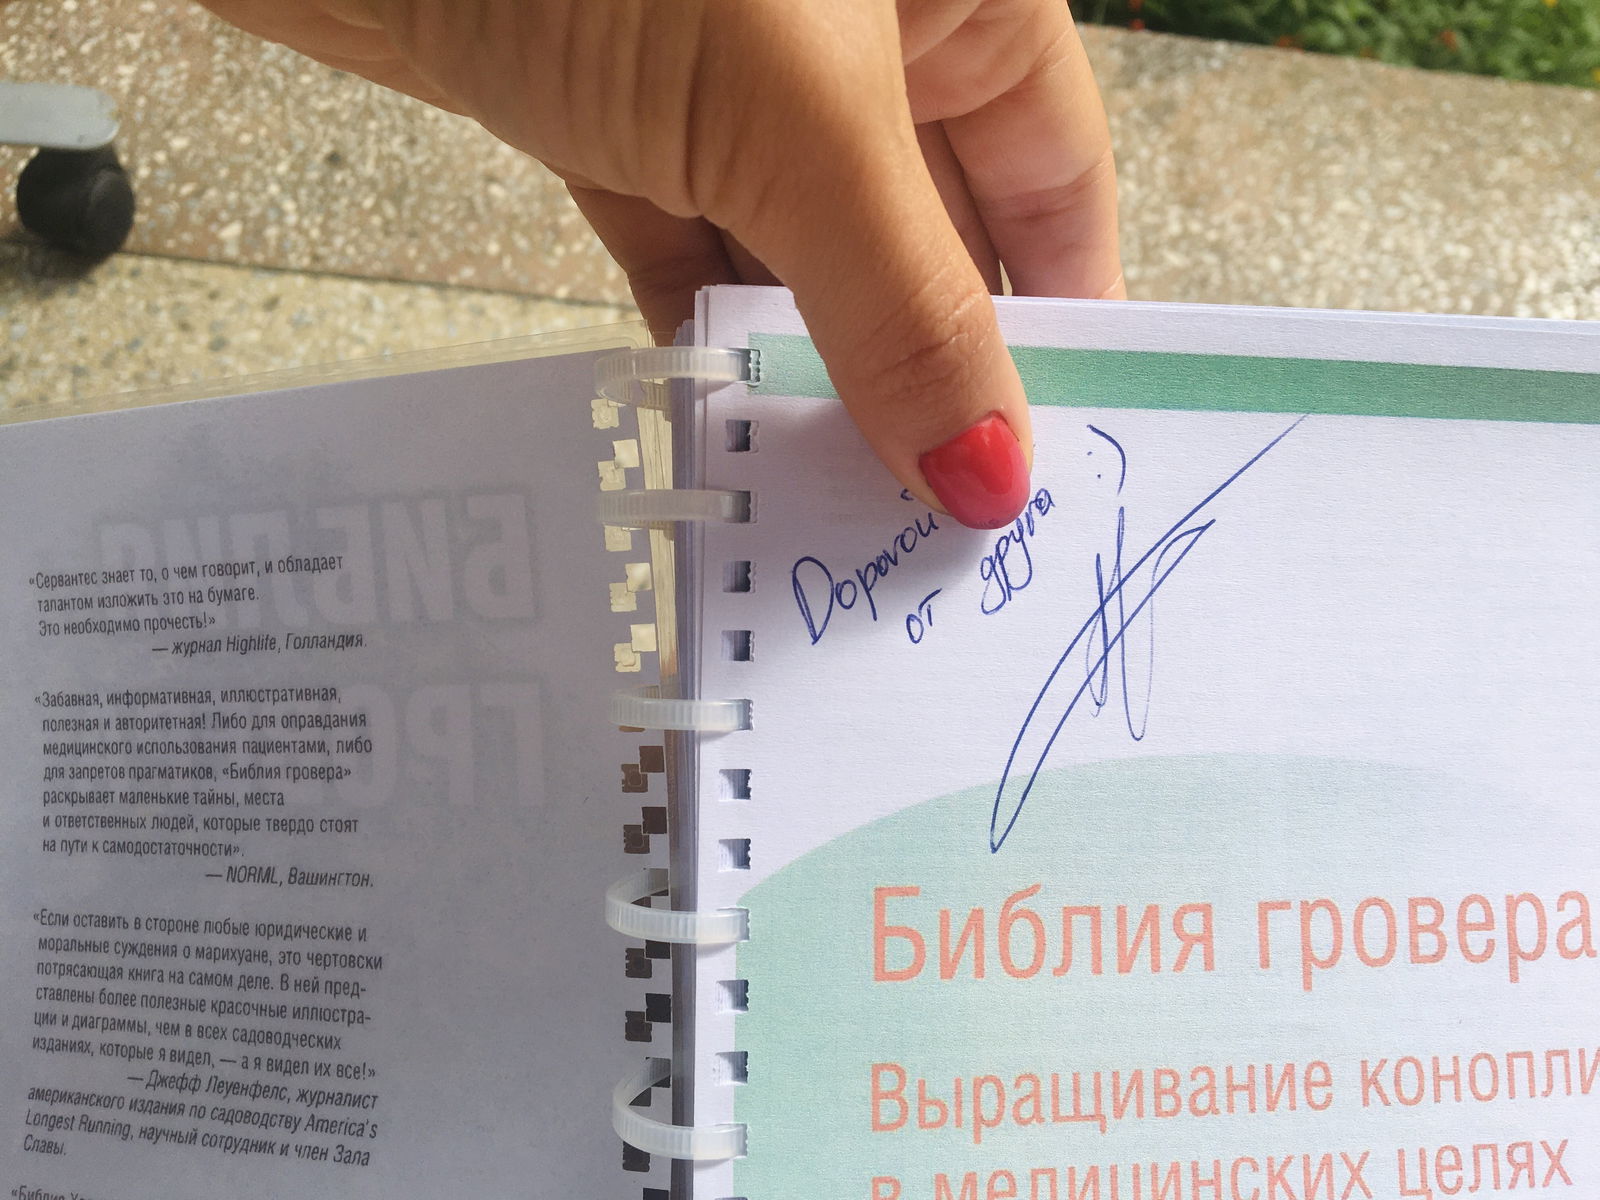 «Сервантес знает то, о чем говорит, и обладает
талантом изложить это на бумаге.
Это необходимо прочесть!»
— журнал Highlife, Голландия.
«Забавная, информативная, иллюстративная,
полезная и авторитетная! Либо для оправдания
медицинского использования пациентами, либо
для запретов прагматиков, «Библия гровера»
раскрывает маленькие тайны, места
и ответственных людей, которые твердо стоят
на пути к самодостаточности».
— NORML, Вашингтон.
«Если оставить в стороне любые юридические и
моральные суждения о марихуане, это чертовски
потрясающая книга на самом деле. В ней пред-
ставлены более полезные красочные иллюстра-
ции и диаграммы, чем в всех садоводческих
изданиях, которые я видел, — а я видел их все!»
— Джефф Леуенфелс, журналист
американского издания по садоводству America's
Longest Running, научный сотрудник и член Зала
Славы.
«Библия
Дорогой
от друга :)
Библия гровера
Выращивание конопли
в медицинских целях